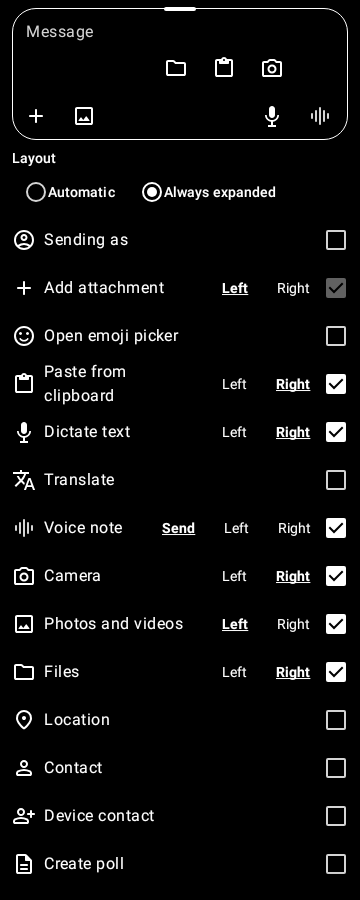 Message
Layout
Automatic Always expanded
Sending as
Add attachment Left Right
Open emoji picker
Paste from
clipboard Left Right
Dictate text Left Right
Translate
Voice note Send Left Right
Camera Left Right
Photos and videos Left Right
Files Left Right
Location
Contact
Device contact
Create poll